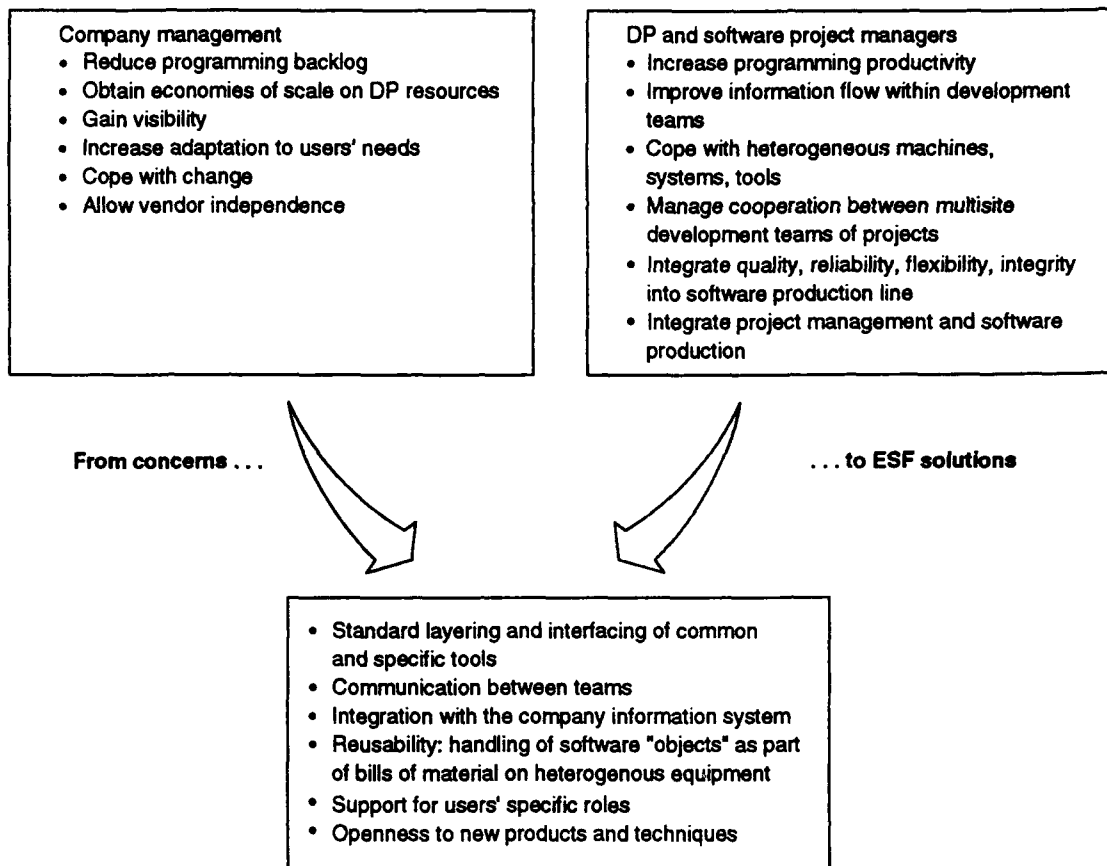 Company management
• Reduce programming backlog
• Obtain economies of scale on DP resources
• Gain visibility
• Increase adaptation to users' needs
• Cope with change
• Allow vendor independence
DP and software project managers
• Increase programming productivity
• Improve information flow within development
teams
• Cope with heterogeneous machines,
systems, tools
• Manage cooperation between multisite
development teams of projects
• Integrate quality, reliability, flexibility, integrity
into software production line
• Integrate project management and software
production
From concerns . . .
. . . to ESF solutions
• Standard layering and interfacing of common
and specific tools
• Communication between teams
• Integration with the company information system
• Reusability: handling of software "objects" as part
of bills of material on heterogenous equipment
• Support for users' specific roles
• Openness to new products and techniques